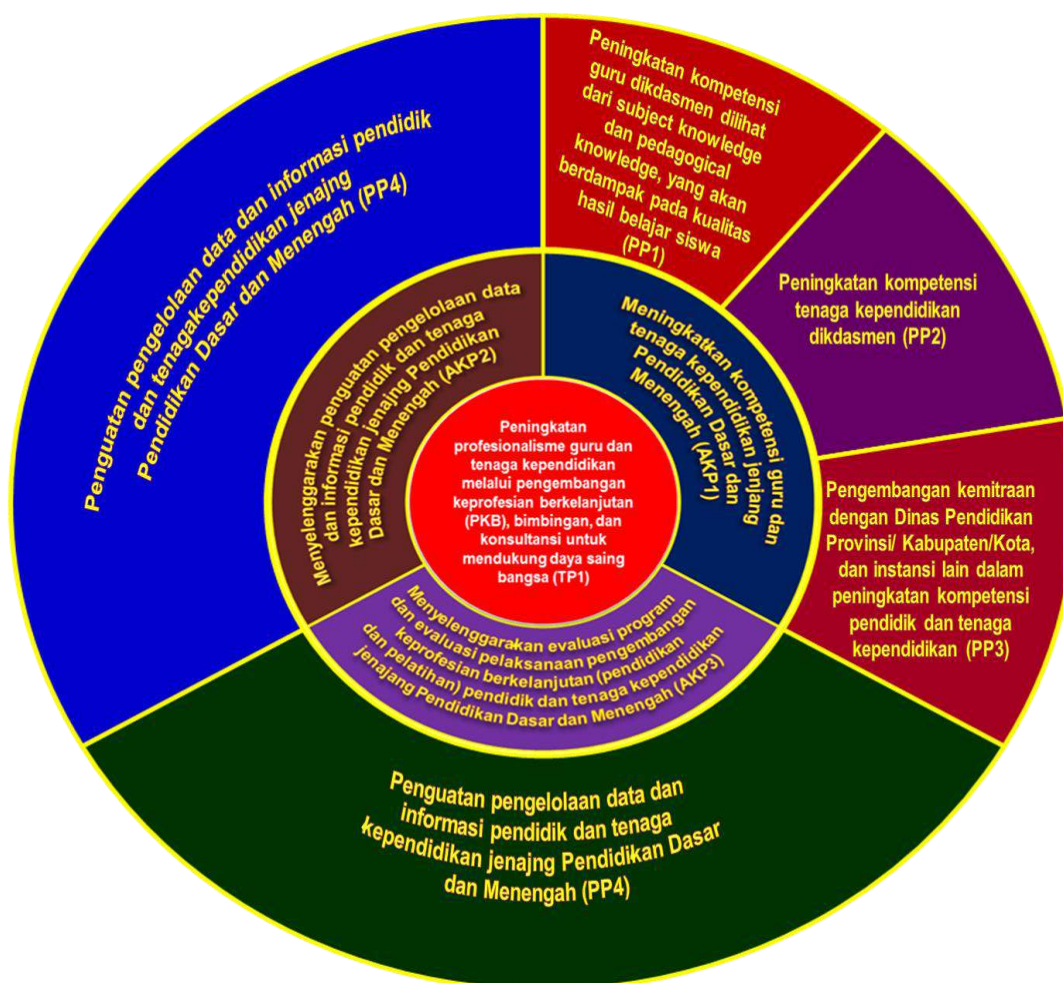 Penguatan pengelolaan data dan informasi pendidik
dan tenagakependidikan jenajng
Pendidikan Dasar dan Menengah (PP4)
Peningkatan kompetensi
guru dikdasmen dilihat
dari subject knowledge
dan pedagogical
knowledge, yang akan
berdampak pada kualitas
hasil belajar siswa
(PP1)
Peningkatan kompetensi
tenaga kependidikan
dikdasmen (PP2)
Pengembangan kemitraan
dengan Dinas Pendidikan
Provinsi/ Kabupaten/Kota,
dan instansi lain dalam
peningkatan kompetensi
pendidik dan tenaga
kependidikan (PP3)
Menyelenggarakan penguatan pengelolaan data
dan informasi pendidik dan tenaga
kependidikan jenjang Pendidikan
Dasar dan Menengah (AKP2)
Meningkatkan kompetensi guru dan
tenaga kependidikan jenjang
Pendidikan Dasar dan
Menengah (AKP1)
Peningkatan
profesionalisme guru dan
tenaga kependidikan
melalui pengembangan
keprofesian berkelanjutan
(PKB), bimbingan, dan
konsultansi untuk
mendukung daya saing
bangsa (TP1)
Menyelenggarakan evaluasi program
dan evaluasi pelaksanaan pengembangan
keprofesian berkelanjutan (pendidikan
dan pelatihan) pendidik dan tenaga kependidikan
jenajang Pendidikan Dasar dan Menengah (AKP3)
Penguatan pengelolaan data dan
informasi pendidik dan tenaga
kependidikan jenajng Pendidikan Dasar
dan Menengah (PP4)